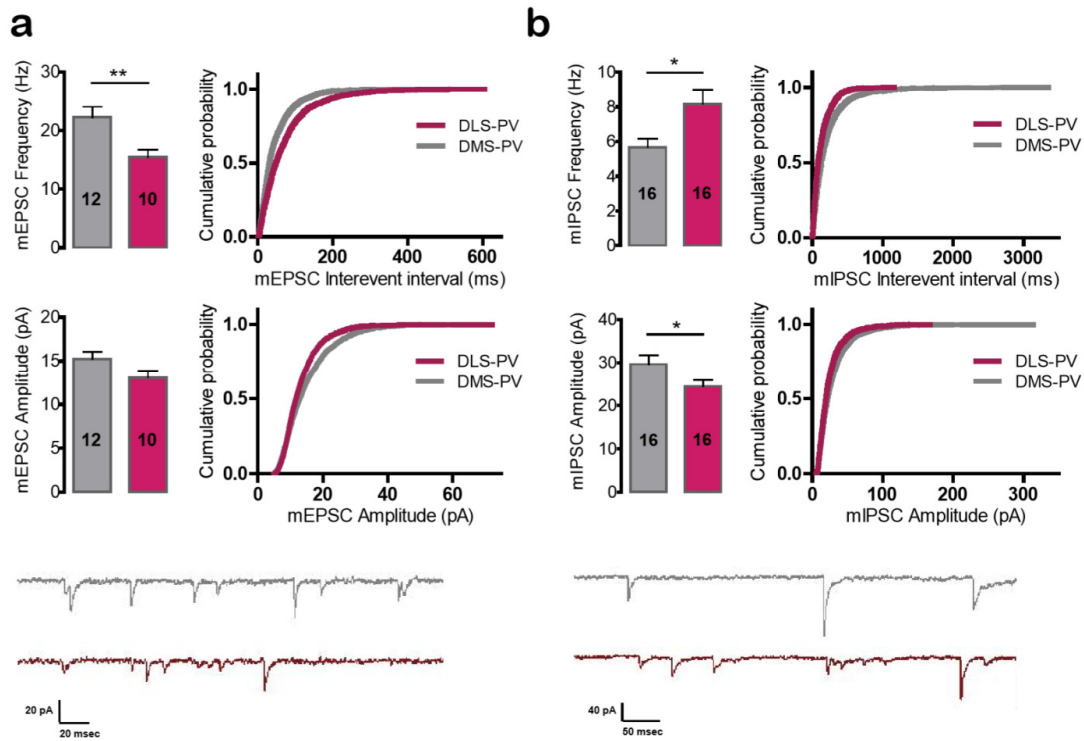 a
b
mEPSC Frequency (Hz)
30
20
10
0
**
12
10
Cumulative probability
1.0
0.5
0.0
DLS-PV
DMS-PV
0
200
400
600
mEPSC Interevent interval (ms)
mIPSC Frequency (Hz)
10
8
6
4
2
0
*
16
16
Cumulative probability
1.0
0.5
0.0
DLS-PV
DMS-PV
0
1000
2000
3000
mIPSC Interevent interval (ms)
mEPSC Amplitude (pA)
20
15
10
5
0
12
10
Cumulative probability
1.0
0.5
0.0
DLS-PV
DMS-PV
0
20
40
60
mEPSC Amplitude (pA)
mIPSC Amplitude (pA)
40
30
20
10
0
*
16
16
Cumulative probability
1.0
0.5
0.0
DLS-PV
DMS-PV
0
100
200
300
mIPSC Amplitude (pA)
20 pA
20 msec
40 pA
50 msec